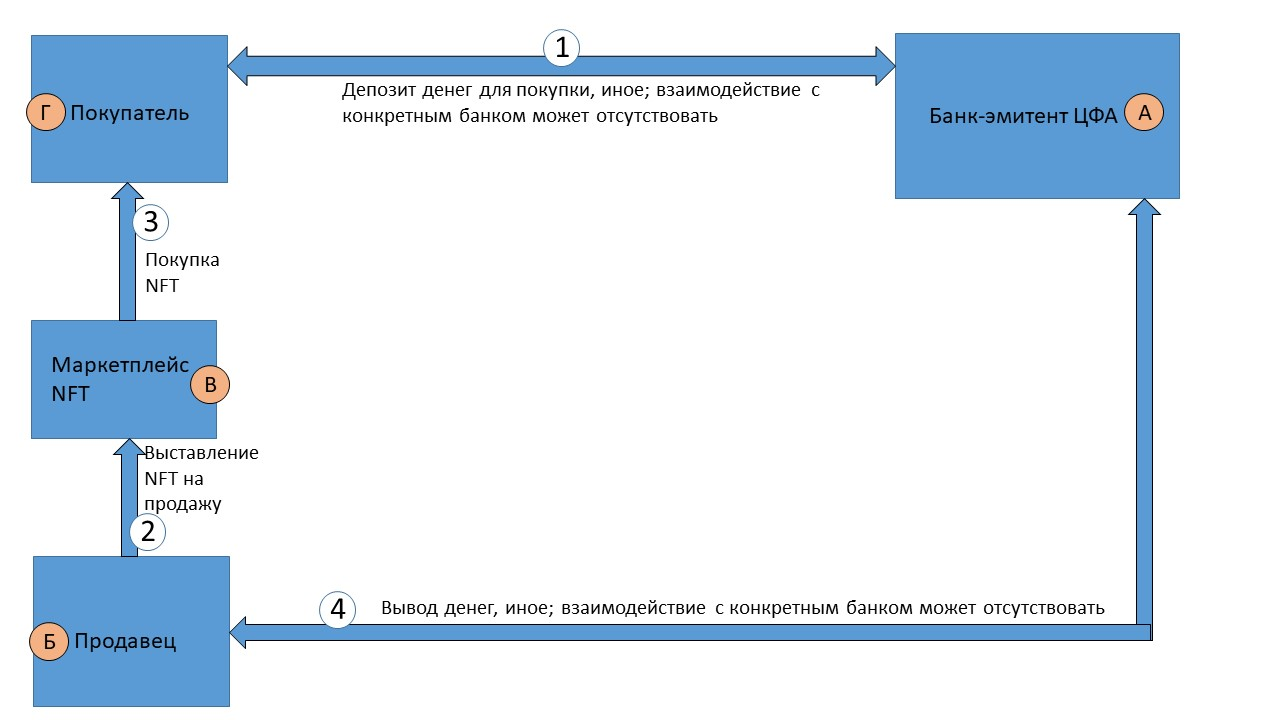 1
Депозит денег для покупки, иное; взаимодействие с
конкретным банком может отсутствовать
Г Покупатель
Банк-эмитент ЦФА А
3
Покупка
NFT
Маркетплейс
NFT
В
Выставление
NFT на
продажу
2
4 Вывод денег, иное; взаимодействие с конкретным банком может отсутствовать
Б Продавец